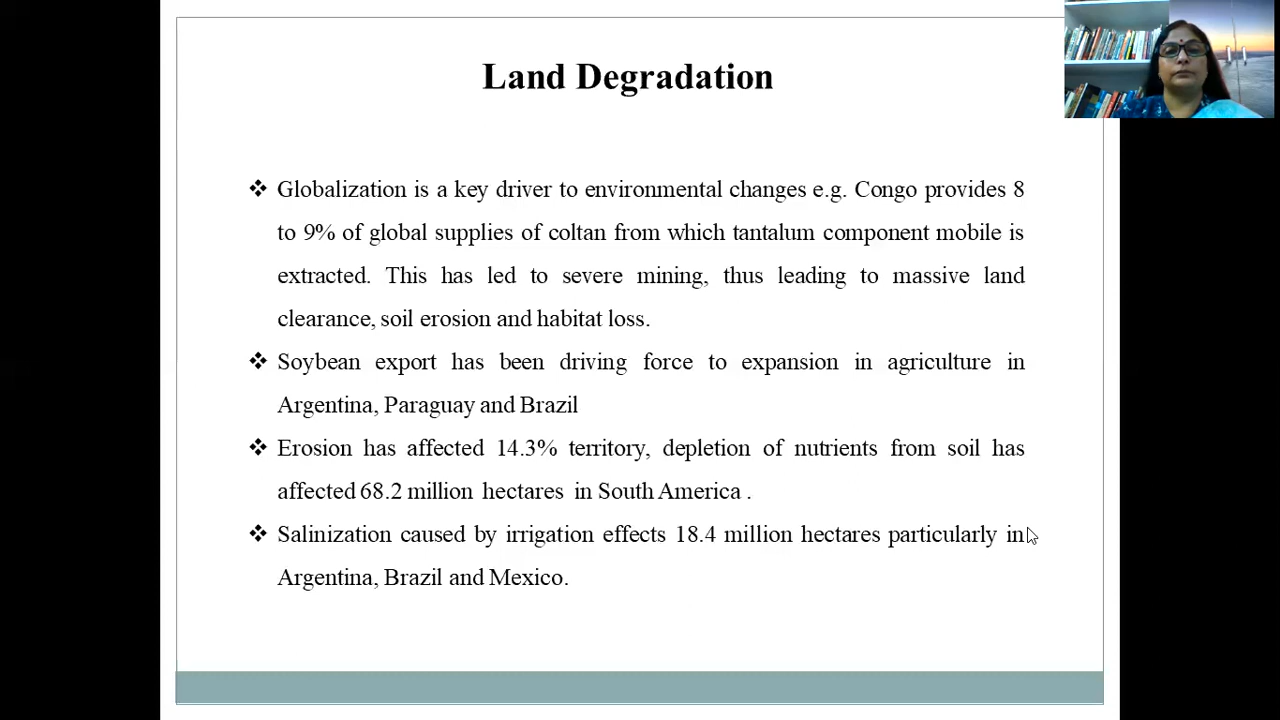 Land Degradation
❖ Globalization is a key driver to environmental changes e.g. Congo provides 8
to 9% of global supplies of coltan from which tantalum component mobile is
extracted. This has led to severe mining, thus leading to massive land
clearance, soil erosion and habitat loss.
❖ Soybean export has been driving force to expansion in agriculture in
Argentina, Paraguay and Brazil
❖ Erosion has affected 14.3% territory, depletion of nutrients from soil has
affected 68.2 million hectares in South America .
❖ Salinization caused by irrigation effects 18.4 million hectares particularly in
Argentina, Brazil and Mexico.